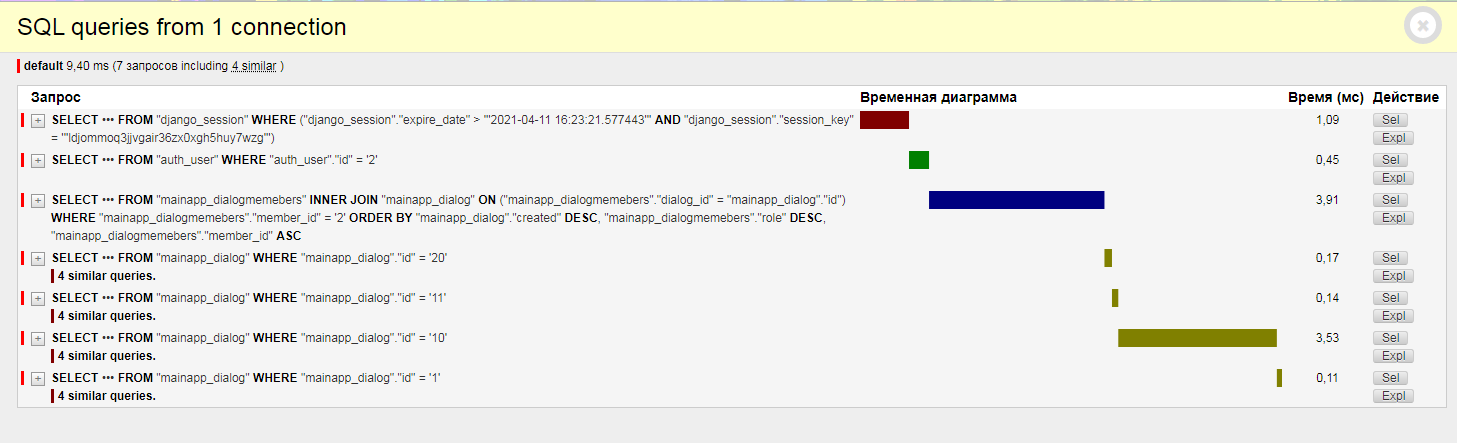 SQL queries from 1 connection
default 9,40 ms (7 запросов including 4 similar )
Запрос Временная диаграмма Время (мс) Действие
+ SELECT ••• FROM "django_session" WHERE ("django_session"."expire_date" > '"2021-04-11 16:23:21.577443"' AND "django_session"."session_key" 1,09 Sel
= '"ldjommoq3jjvgair36zx0xgh5huy7wzg"') Expl
+ SELECT ••• FROM "auth_user" WHERE "auth_user"."id" = '2' 0,45 Sel
Expl
+ SELECT ••• FROM "mainapp_dialogmemebers" INNER JOIN "mainapp_dialog" ON ("mainapp_dialogmemebers"."dialog_id" = "mainapp_dialog"."id") 3,91 Sel
WHERE "mainapp_dialogmemebers"."member_id" = '2' ORDER BY "mainapp_dialog"."created" DESC, "mainapp_dialogmemebers"."role" DESC, Expl
"mainapp_dialogmemebers"."member_id" ASC
+ SELECT ••• FROM "mainapp_dialog" WHERE "mainapp_dialog"."id" = '20' 0,17 Sel
4 similar queries. Expl
+ SELECT ••• FROM "mainapp_dialog" WHERE "mainapp_dialog"."id" = '11' 0,14 Sel
4 similar queries. Expl
+ SELECT ••• FROM "mainapp_dialog" WHERE "mainapp_dialog"."id" = '10' 3,53 Sel
4 similar queries. Expl
+ SELECT ••• FROM "mainapp_dialog" WHERE "mainapp_dialog"."id" = '1' 0,11 Sel
4 similar queries. Expl